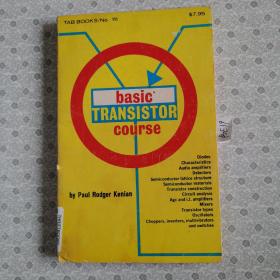 TAB BOOKS/No. 
$7.95
basic
TRANSISTOR
course
by Paul Rodger Kenian
Diodes
Characteristics
Audio amplifiers
Detectors
Semiconductor lattice structure
Semiconductor materials
Transistor construction
Circuit analysis
Agc and i.f. amplifiers
Mixers
Transistor types
Oscillators
Choppers, inverters, multivibrators
and switches